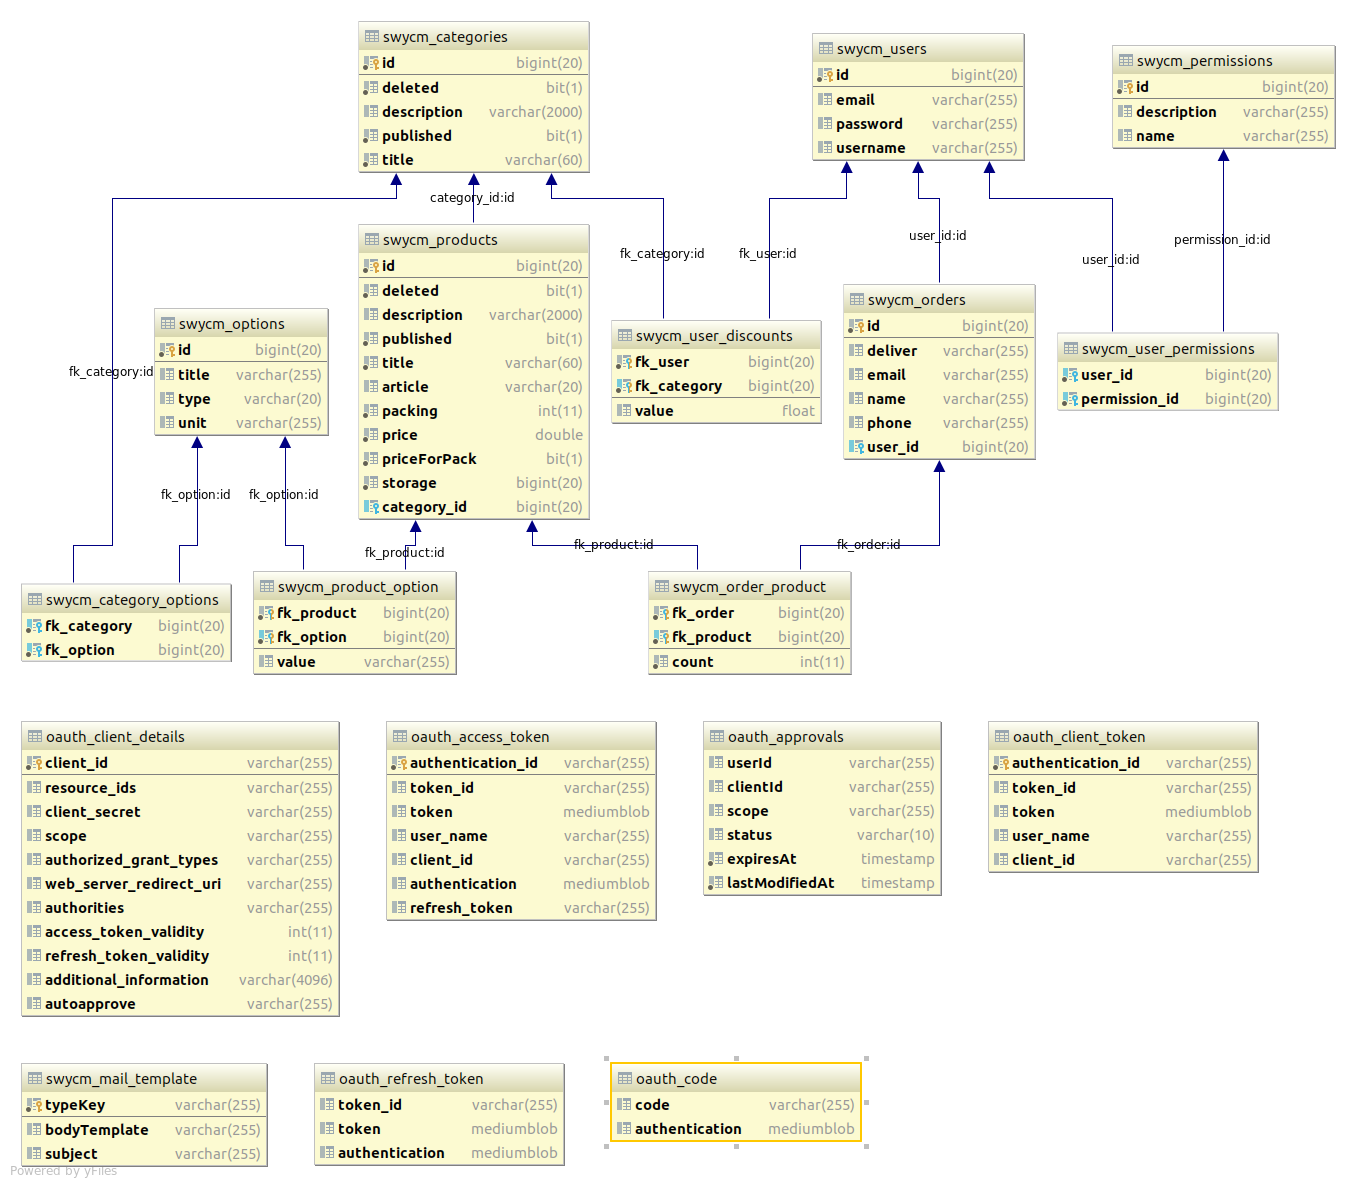 swycm_categories
id bigint(20)
deleted bit(1)
description varchar(2000)
published bit(1)
title varchar(60)
swycm_users
id bigint(20)
email varchar(255)
password varchar(255)
username varchar(255)
swycm_permissions
id bigint(20)
description varchar(255)
name varchar(255)
category_id:id
fk_category:id
fk_user:id
user_id:id
user_id:id
permission_id:id
swycm_products
id bigint(20)
deleted bit(1)
description varchar(2000)
published bit(1)
title varchar(60)
article varchar(20)
packing int(11)
price double
priceForPack bit(1)
storage bigint(20)
category_id bigint(20)
swycm_options
id bigint(20)
title varchar(255)
type varchar(20)
unit varchar(255)
swycm_user_discounts
fk_user bigint(20)
fk_category bigint(20)
value float
swycm_orders
id bigint(20)
deliver varchar(255)
email varchar(255)
name varchar(255)
phone varchar(255)
user_id bigint(20)
swycm_user_permissions
user_id bigint(20)
permission_id bigint(20)
fk_category:id
fk_option:id
fk_option:id
fk_product:id
fk_product:id
fk_order:id
swycm_category_options
fk_category bigint(20)
fk_option bigint(20)
swycm_product_option
fk_product bigint(20)
fk_option bigint(20)
value varchar(255)
swycm_order_product
fk_order bigint(20)
fk_product bigint(20)
count int(11)
oauth_client_details
client_id varchar(255)
resource_ids varchar(255)
client_secret varchar(255)
scope varchar(255)
authorized_grant_types varchar(255)
web_server_redirect_uri varchar(255)
authorities varchar(255)
access_token_validity int(11)
refresh_token_validity int(11)
additional_information varchar(4096)
autoapprove varchar(255)
oauth_access_token
authentication_id varchar(255)
token_id varchar(255)
token mediumblob
user_name varchar(255)
client_id varchar(255)
authentication mediumblob
refresh_token varchar(255)
oauth_approvals
userId varchar(255)
clientId varchar(255)
scope varchar(255)
status varchar(10)
expiresAt timestamp
lastModifiedAt timestamp
oauth_client_token
authentication_id varchar(255)
token_id varchar(255)
token mediumblob
user_name varchar(255)
client_id varchar(255)
swycm_mail_template
typeKey varchar(255)
bodyTemplate varchar(255)
subject varchar(255)
oauth_refresh_token
token_id varchar(255)
token mediumblob
authentication mediumblob
oauth_code
code varchar(255)
authentication mediumblob
Powered by yFiles